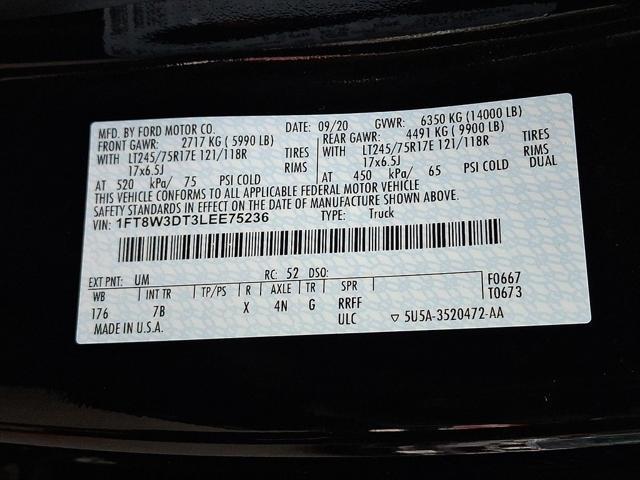 MFD. BY FORD MOTOR CO. DATE: 09/20 GVWR: 6350 KG (14000 LB)
FRONT GAWR: 2717 KG ( 5990 LB) REAR GAWR: 4491 KG ( 9900 LB)
WITH LT245/75R17E 121/118R TIRES WITH LT245/75R17E 121/118R TIRES
17x6.5J RIMS 17x6.5J RIMS
AT 520 kPa/ 75 PSI COLD AT 450 kPa/ 65 PSI COLD DUAL
THIS VEHICLE CONFORMS TO ALL APPLICABLE FEDERAL MOTOR VEHICLE
SAFETY STANDARDS IN EFFECT ON THE DATE OF MANUFACTURE SHOWN ABOVE.
VIN: 1FT8W3DT3LEE75236 TYPE: Truck
EXT PNT: UM RC: 52 DSO: F0667
WB INT TR TP/PS R AXLE TR SPR T0673
176 7B X 4N G RRFF
MADE IN U.S.A. ULC ▽ 5U5A-3520472-AA